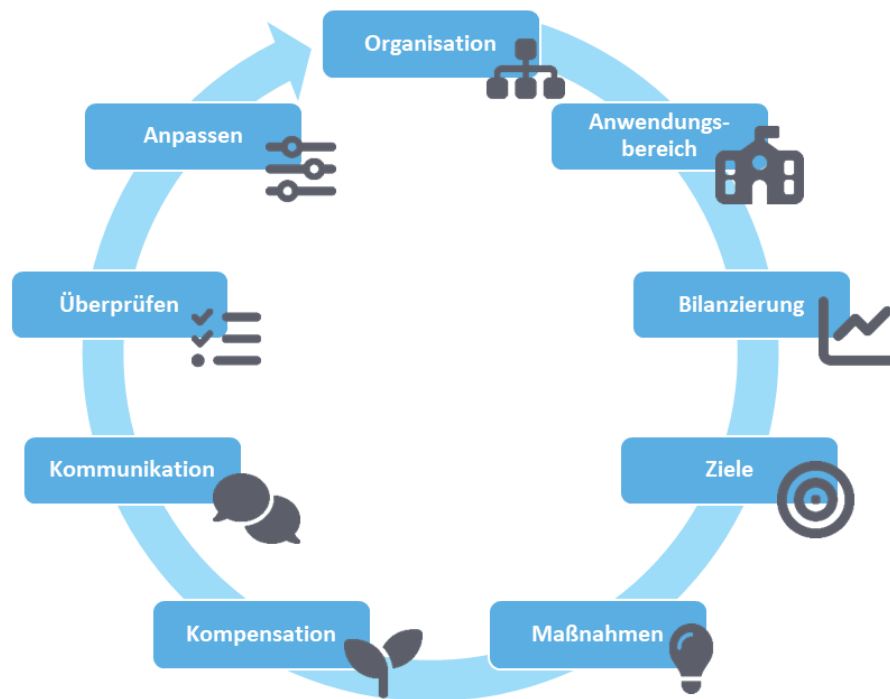 Organisation
Anwendungs-
bereich
Bilanzierung
Ziele
Maßnahmen
Kompensation
Kommunikation
Überprüfen
Anpassen